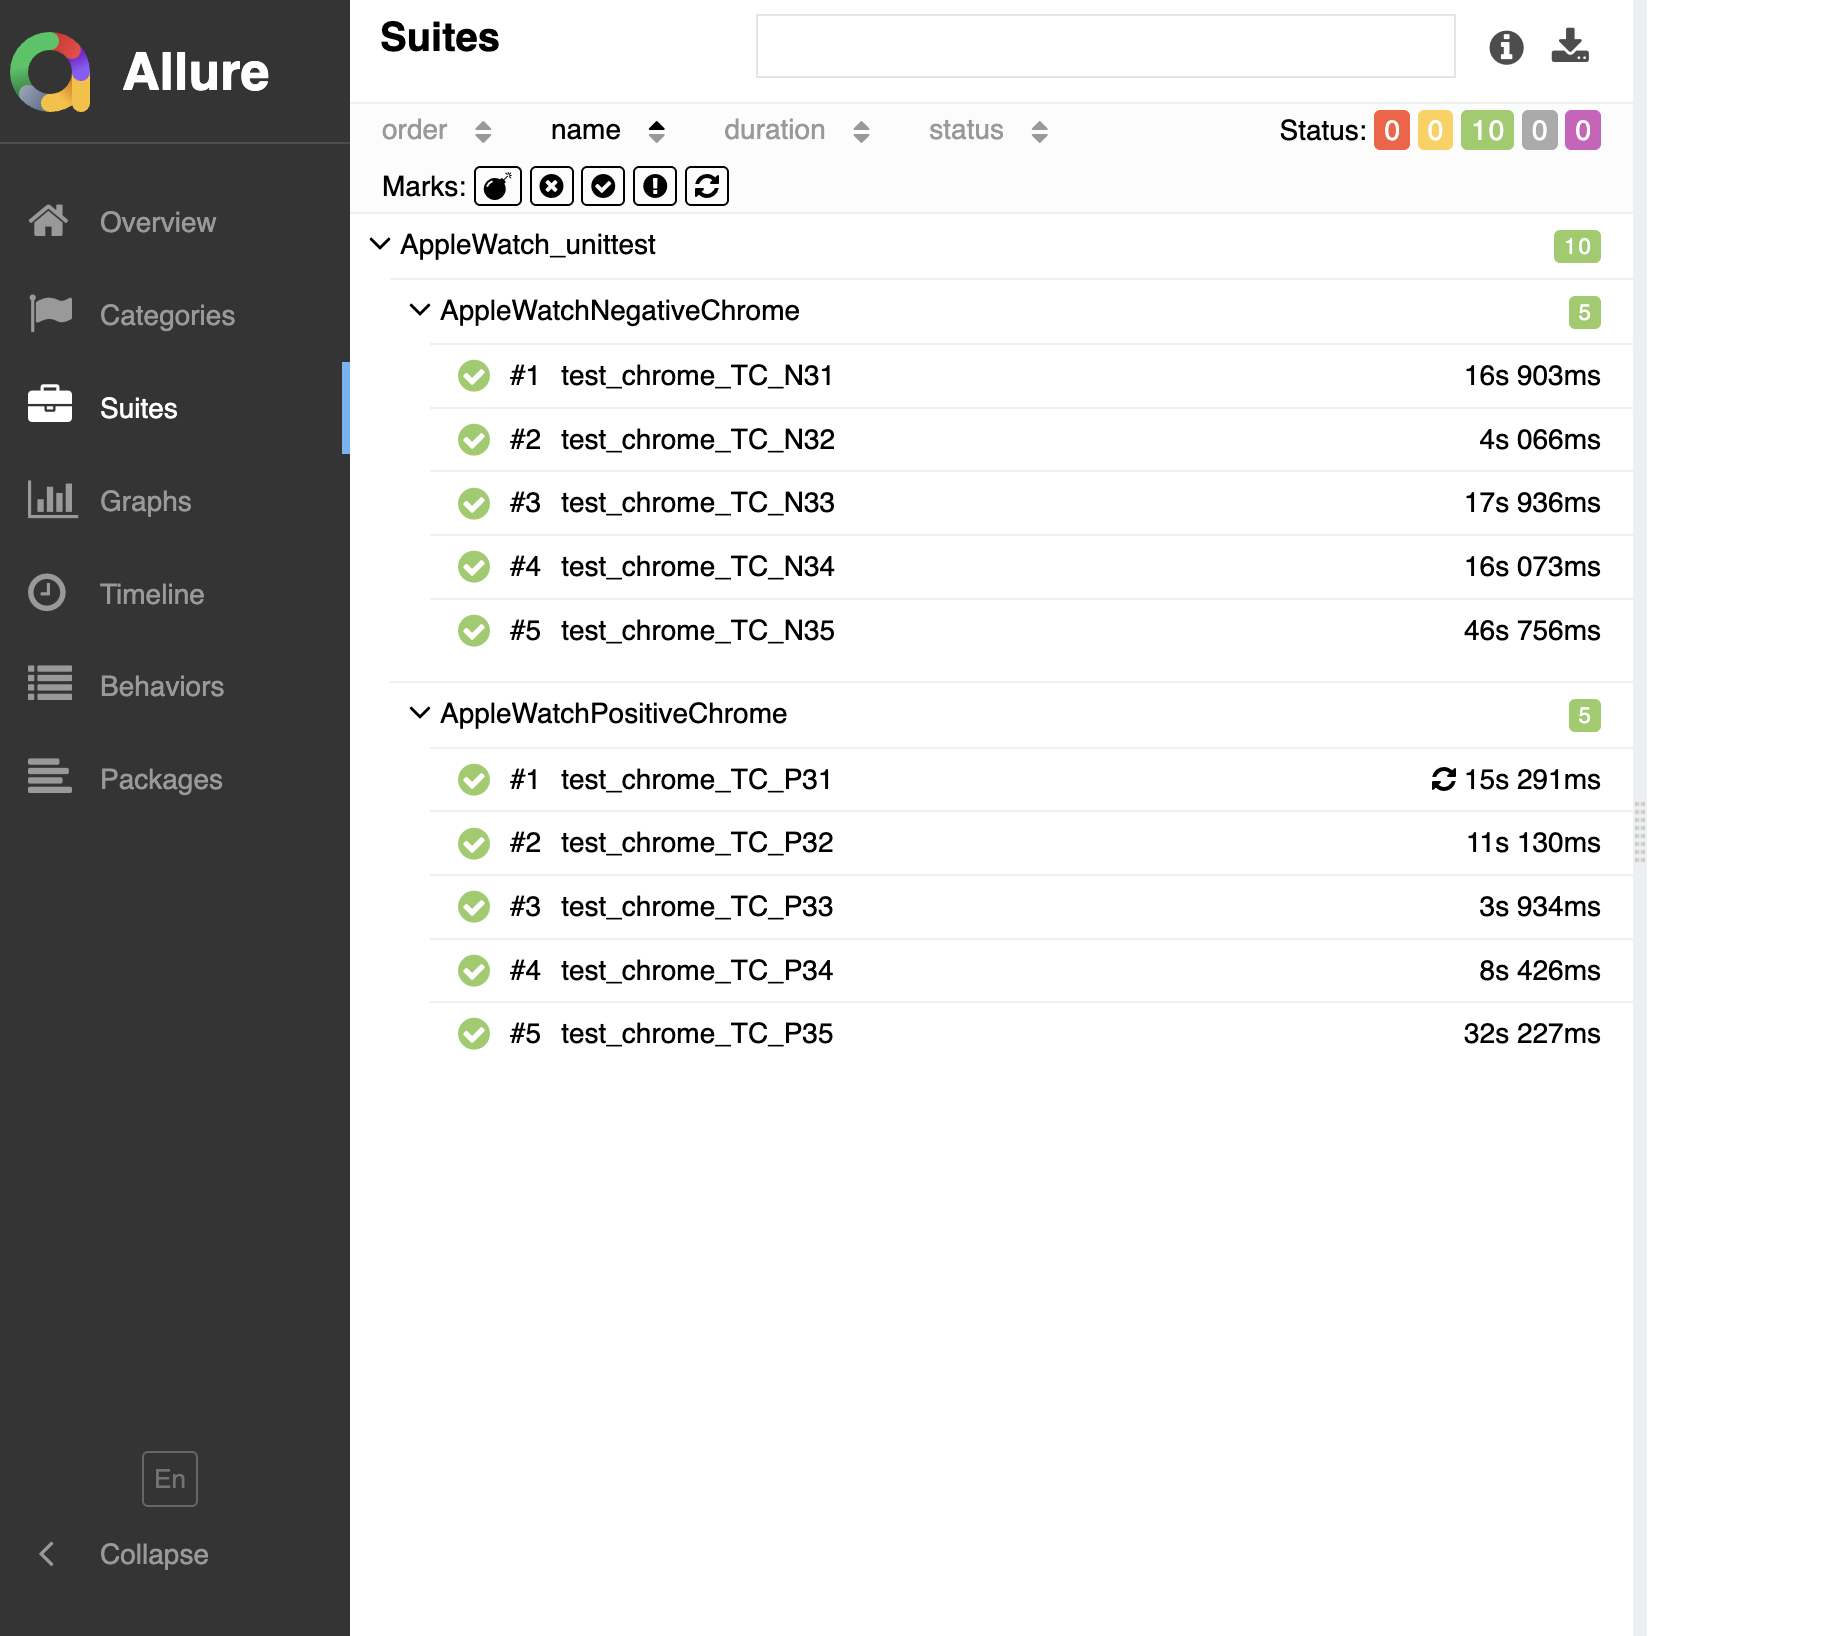 Allure
Overview
Categories
Suites
Graphs
Timeline
Behaviors
Packages
En
Collapse
Suites
order name duration status Status: 0 0 10 0 0
Marks:
AppleWatch_unittest 10
AppleWatchNegativeChrome 5
#1 test_chrome_TC_N31 16s 903ms
#2 test_chrome_TC_N32 4s 066ms
#3 test_chrome_TC_N33 17s 936ms
#4 test_chrome_TC_N34 16s 073ms
#5 test_chrome_TC_N35 46s 756ms
AppleWatchPositiveChrome 5
#1 test_chrome_TC_P31 15s 291ms
#2 test_chrome_TC_P32 11s 130ms
#3 test_chrome_TC_P33 3s 934ms
#4 test_chrome_TC_P34 8s 426ms
#5 test_chrome_TC_P35 32s 227ms